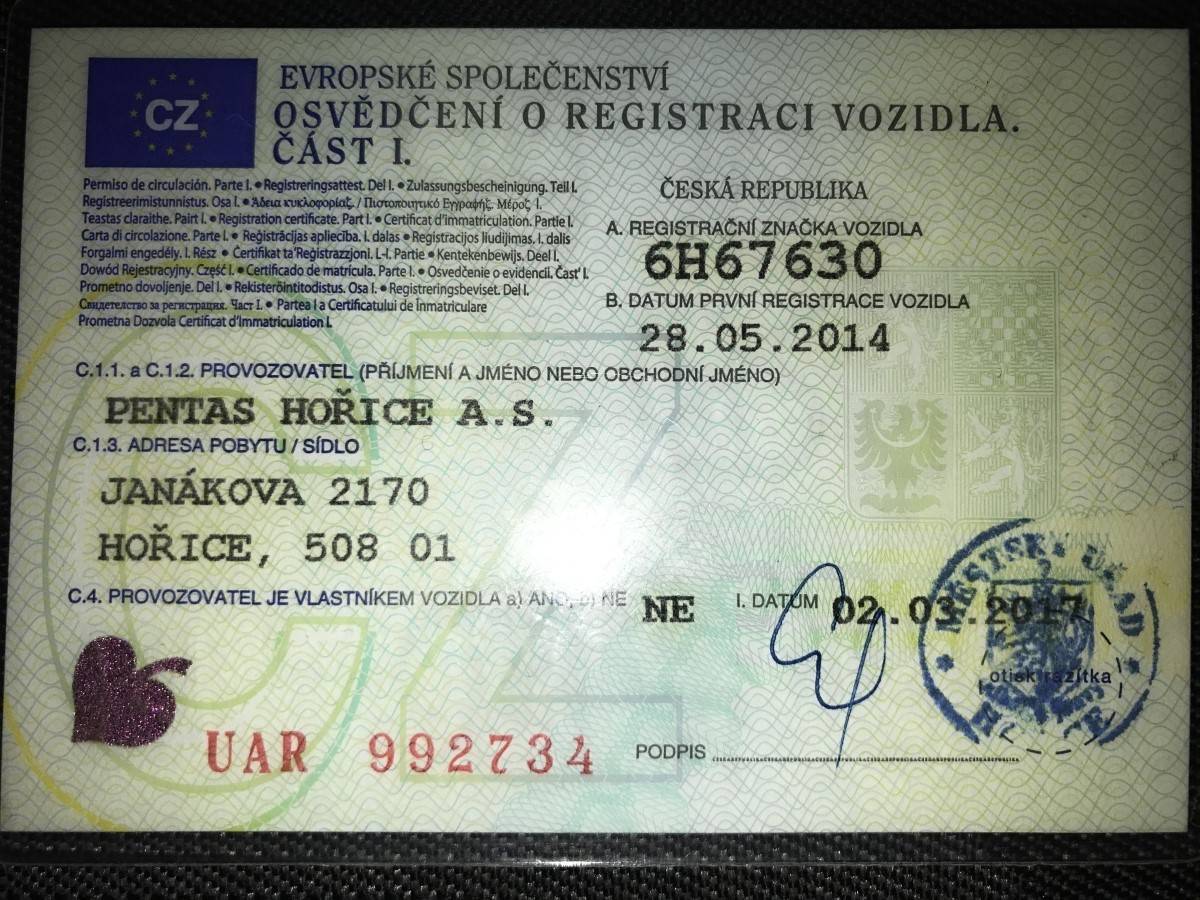 CZ
EVROPSKÉ SPOLEČENSTVÍ
OSVĚDČENÍ O REGISTRACI VOZIDLA.
ČÁST I.
Permiso de circulación. Parte I. • Registreringsattest. Del I. • Zulassungsbescheinigung. Teil I.
Registreerimistunnistus. Osa I. • Άδεια κυκλοφορίας. / Πιστοποιητικό Εγγραφής. Μέρος I.
Teastas claraithe. Pairt I. • Registration certificate. Part I. • Certificat d'immatriculation. Partie I.
Carta di circolazione. Parte I. • Reģistrācijas apliecība. I. dalas • Registracijos liudijimas. I. dalis
Forgalmi engedély. I. Rész • Ċertifikat ta'Reġistrazzjoni. L-I. Partie • Kentekenbewijs. Deel I.
Dowód Rejestracyjny. Część I. • Certificado de matrícula. Parte I. • Osvedčenie o evidencii. Časť I.
Prometno dovoljenje. Del I. • Rekisteröintitodistus. Osa I. • Registreringsbeviset. Del I.
Свидетелство за регистрация. Част I. • Partea I a Certificatului de Înmatriculare
Prometna Dozvola Certificat d'Immatriculation I.
ČESKÁ REPUBLIKA
A. REGISTRAČNÍ ZNAČKA VOZIDLA
6H67630
B. DATUM PRVNÍ REGISTRACE VOZIDLA
28.05.2014
C.1.1. a C.1.2. PROVOZOVATEL (PŘÍJMENÍ A JMÉNO NEBO OBCHODNÍ JMÉNO)
PENTAS HOŘICE A.S.
C.1.3. ADRESA POBYTU / SÍDLO
JANÁKOVA 2170
HOŘICE, 508 01
C.4. PROVOZOVATEL JE VLASTNÍKEM VOZIDLA a) ANO, b) NE NE I. DATUM 02.03.2017
MĚSTSKÝ ÚŘAD
otisk razítka
HOŘICE
UAR 992734
PODPIS